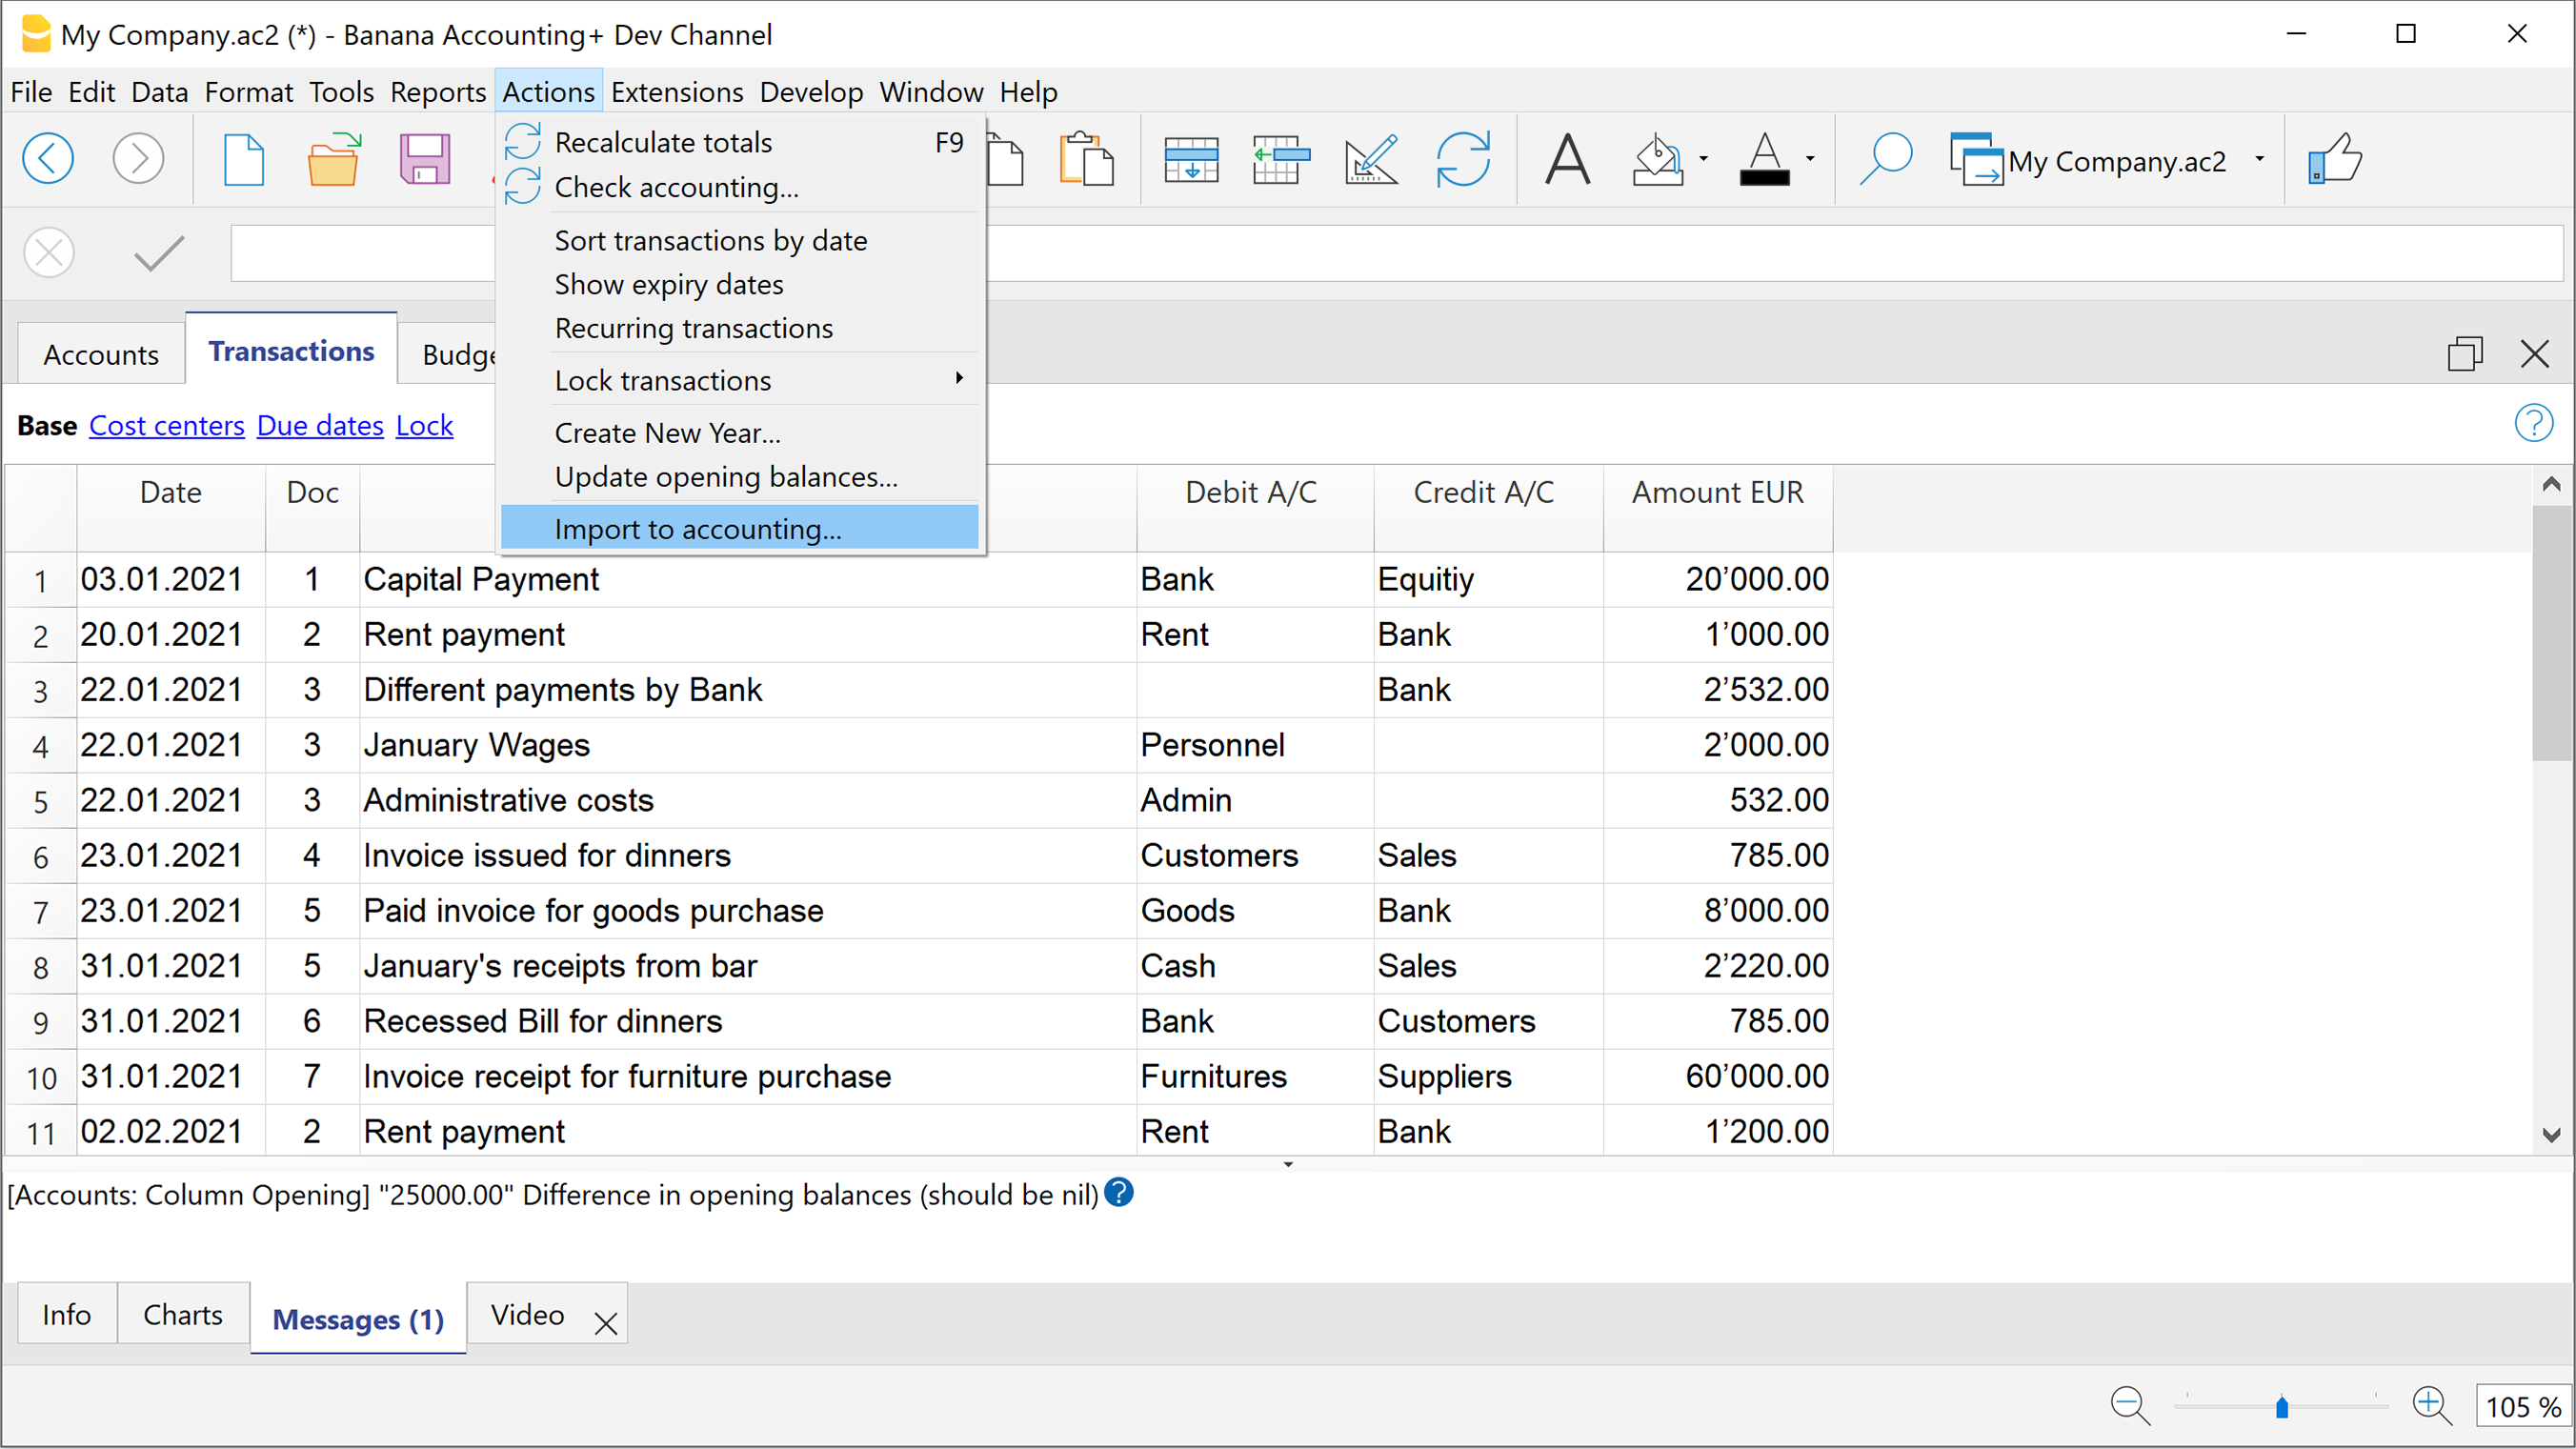 My Company.ac2 (*) - Banana Accounting+ Dev Channel
File Edit Data Format Tools Reports Actions Extensions Develop Window Help
Recalculate totals F9
Check accounting...
Sort transactions by date
Show expiry dates
Recurring transactions
Lock transactions
Create New Year...
Update opening balances...
Import to accounting...
My Company.ac2
Accounts Transactions Budge
Base Cost centers Due dates Lock
Date Doc Debit A/C Credit A/C Amount EUR
1 03.01.2021 1 Capital Payment Bank Equitiy 20’000.00
2 20.01.2021 2 Rent payment Rent Bank 1’000.00
3 22.01.2021 3 Different payments by Bank Bank 2’532.00
4 22.01.2021 3 January Wages Personnel 2’000.00
5 22.01.2021 3 Administrative costs Admin 532.00
6 23.01.2021 4 Invoice issued for dinners Customers Sales 785.00
7 23.01.2021 5 Paid invoice for goods purchase Goods Bank 8’000.00
8 31.01.2021 5 January's receipts from bar Cash Sales 2’220.00
9 31.01.2021 6 Recessed Bill for dinners Bank Customers 785.00
10 31.01.2021 7 Invoice receipt for furniture purchase Furnitures Suppliers 60’000.00
11 02.02.2021 2 Rent payment Rent Bank 1’200.00
[Accounts: Column Opening] "25000.00" Difference in opening balances (should be nil)
Info Charts Messages (1) Video
105 %